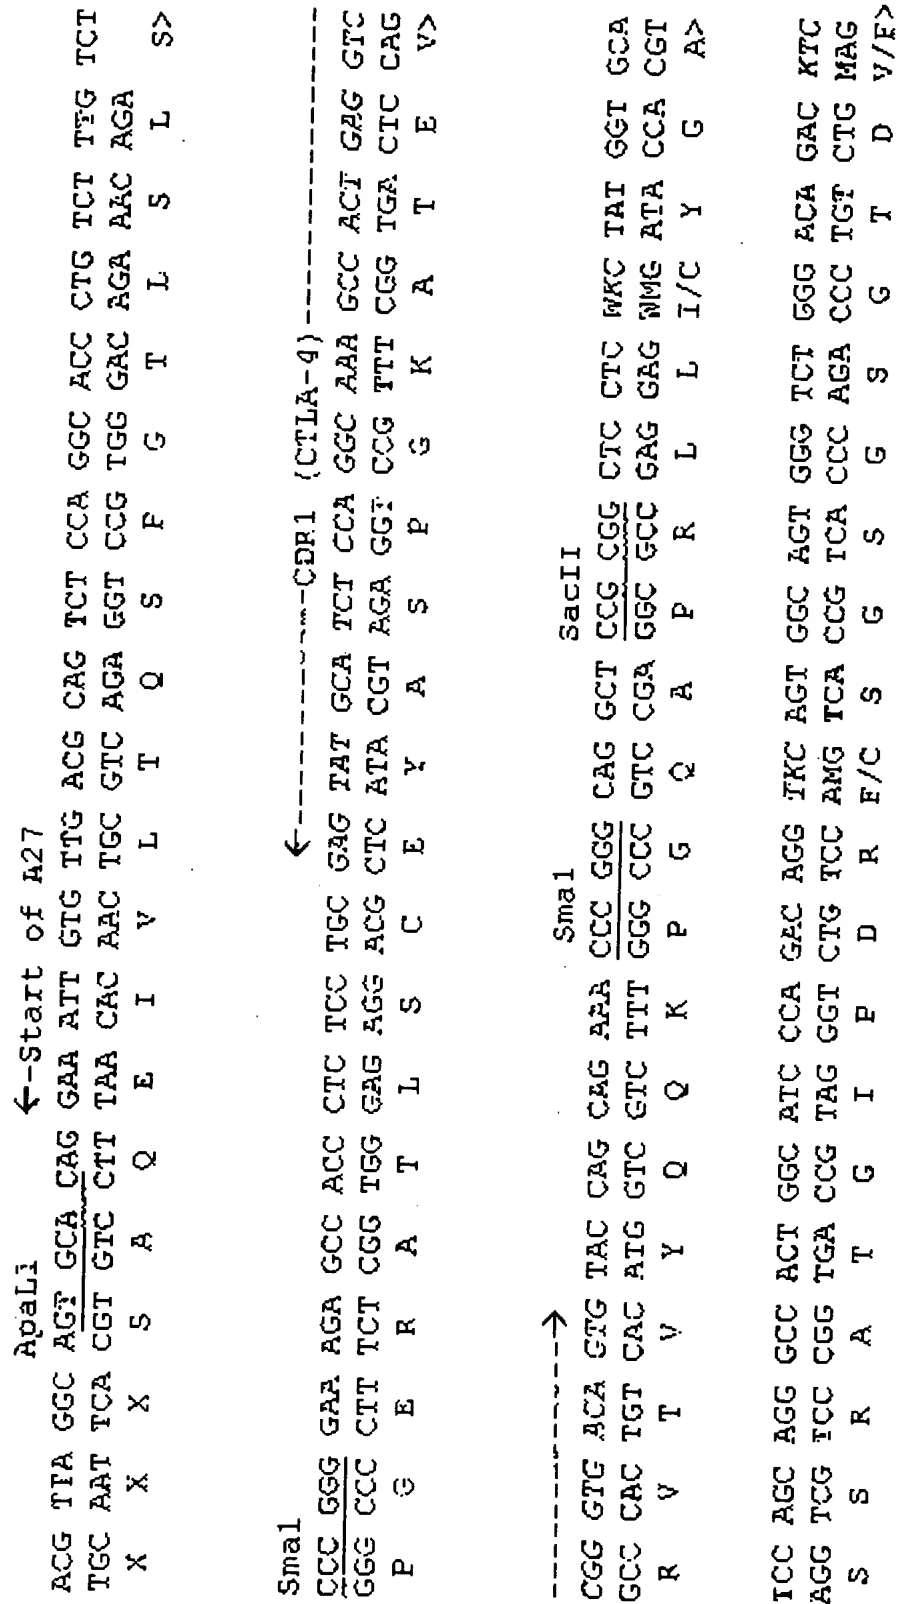 ApaLi ←-Start of A27
ACG TTA GGC AGT GCA CAG GAA ATT GTG TTG ACG CAG TCT CCA GGC ACC CTG TCT TTG TCT
TGC AAT TCA CGT GTC CTT TAA CAC AAC TGC GTC AGA GGT CCG TGG GAC AGA AAC AGA
X X X S A Q E I V L T Q S F G T L S L S>
Sma1 ←---------CDR1 (CTLA-4)------------
CCC GGG GAA AGA GCC ACC CTC TCC TGC GAG TAT GCA TCT CCA GGC AAA GCC ACT GAG GTC
GGG CCC CTT TCT CGG TGG GAG AGG ACG CTC ATA CGT AGA GGT CCG TTT CGG TGA CTC CAG
P G E R A T L S C E Y A S P G K A T E V>
-------------→ Sma1 SacII
CGG GTG ACA GTG TAC CAG CAG AAA CCC GGG CAG GCT CCG CGG CTC CTC WKC TAT GGT GCA
GCC CAC TGT CAC ATG GTC GTC TTT GGG CCC GTC CGA GGC GCC GAG GAG WMG ATA CCA CGT
R V T V Y Q Q K P G Q A P R L L I/C Y G A>
TCC AGC AGG GCC ACT GGC ATC CCA GAC AGG TKC AGT GGC AGT GGG TCT GGG ACA GAC KTC
AGG TCG TCC CGG TGA CCG TAG GGT CTG TCC AMG TCA CCG TCA CCC AGA CCC TGT CTG MAG
S S R A T G I P D R F/C S G S G S G T D V/F>